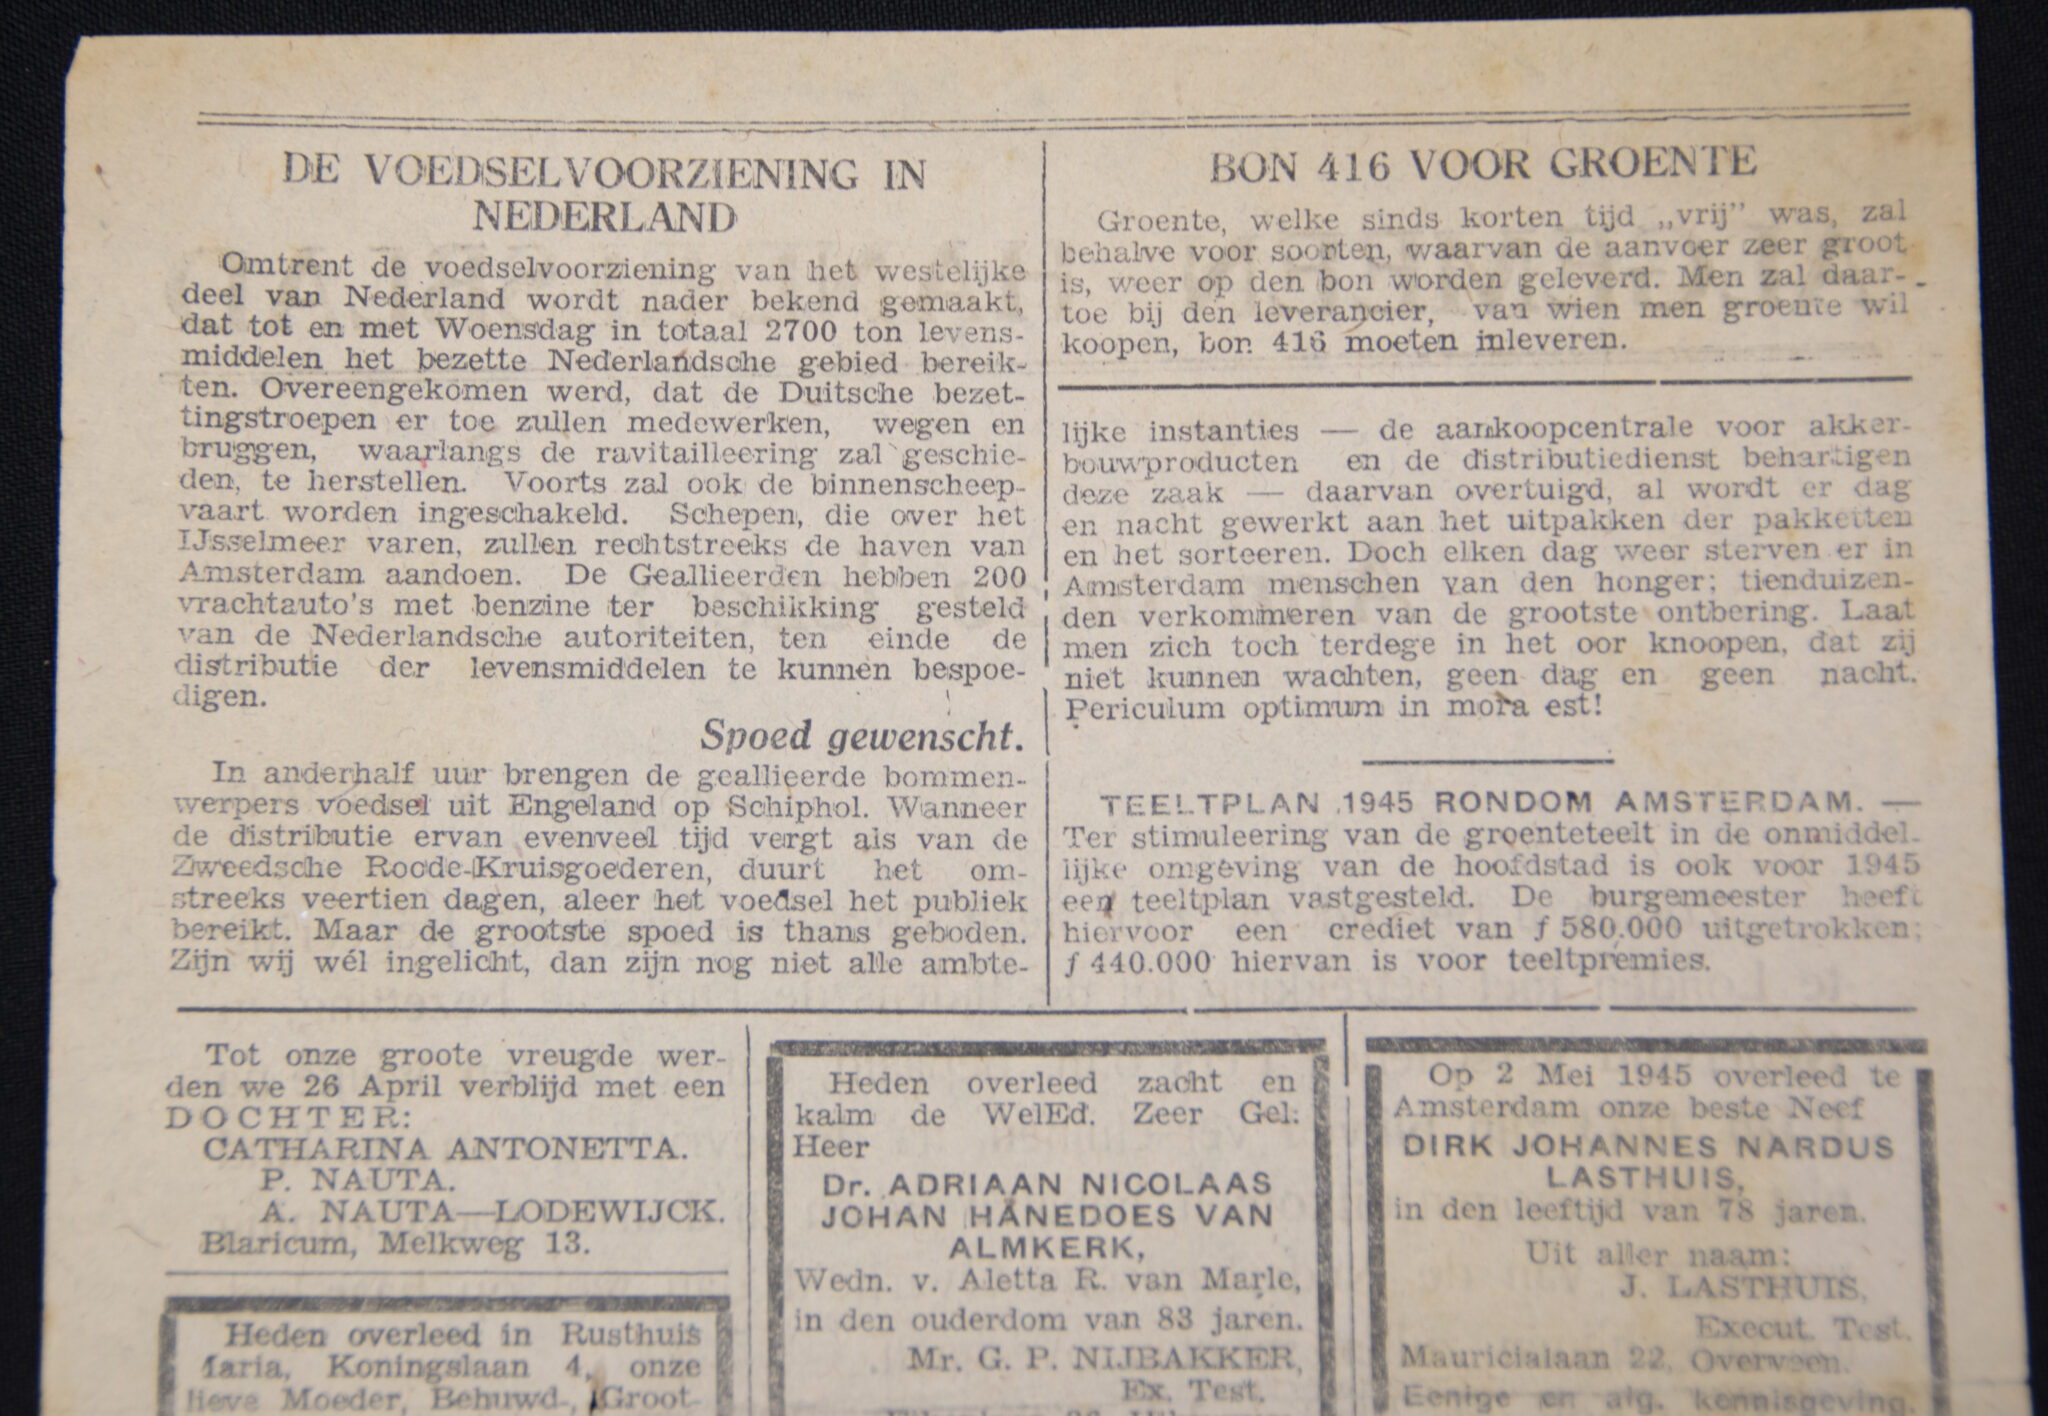 DE VOEDSELVOORZIENING IN
NEDERLAND
Omtrent de voedselvoorziening van het westelijke
deel van Nederland wordt nader bekend gemaakt,
dat tot en met Woensdag in totaal 2700 ton levens-
middelen het bezette Nederlandsche gebied bereik-
ten. Overeengekomen werd, dat de Duitsche bezet-
tingstroepen er toe zullen medewerken, wegen en
bruggen, waarlangs de ravitailleering zal geschie-
den, te herstellen. Voorts zal ook de binnenscheep-
vaart worden ingeschakeld. Schepen, die over het
IJsselmeer varen, zullen rechtstreeks de haven van
Amsterdam aandoen. De Geallieerden hebben 200
vrachtauto's met benzine ter beschikking gesteld
van de Nederlandsche autoriteiten, ten einde de
distributie der levensmiddelen te kunnen bespoe-
digen.
Spoed gewenscht.
In anderhalf uur brengen de geallieerde bommen-
werpers voedsel uit Engeland op Schiphol. Wanneer
de distributie ervan evenveel tijd vergt als van de
Zweedsche Roode-Kruisgoederen, duurt het om-
streeks veertien dagen, aleer het voedsel het publiek
bereikt. Maar de grootste spoed is thans geboden.
Zijn wij wél ingelicht, dan zijn nog niet alle ambte-
BON 416 VOOR GROENTE
Groente, welke sinds korten tijd „vrij” was, zal
behalve voor soorten, waarvan de aanvoer zeer groot
is, weer op den bon worden geleverd. Men zal daar-
toe bij den leverancier, van wien men groente wil
koopen, bon 416 moeten inleveren.
lijke instanties — de aankoopcentrale voor akker-
bouwproducten en de distributiedienst behartigen
deze zaak — daarvan overtuigd, al wordt er dag
en nacht gewerkt aan het uitpakken der pakketten
en het sorteeren. Doch elken dag weer sterven er in
Amsterdam menschen van den honger; tienduizen-
den verkommeren van de grootste ontbering. Laat
men zich toch terdege in het oor knoopen, dat zij
niet kunnen wachten, geen dag en geen nacht.
Periculum optimum in mora est!
TEELTPLAN 1945 RONDOM AMSTERDAM. —
Ter stimuleering van de groenteteelt in de onmiddel-
lijke omgeving van de hoofdstad is ook voor 1945
een teeltplan vastgesteld. De burgemeester heeft
hiervoor een crediet van ƒ 580.000 uitgetrokken;
ƒ 440.000 hiervan is voor teeltpremies.
Tot onze groote vreugde wer-
den we 26 April verblijd met een
DOCHTER:
CATHARINA ANTONETTA.
P. NAUTA.
A. NAUTA—LODEWIJCK.
Blaricum, Melkweg 13.
Heden overleed in Rusthuis
Maria, Koningslaan 4, onze
lieve Moeder, Behuwd-, Groot-
Heden overleed zacht en
kalm de WelEd. Zeer Gel.
Heer
Dr. ADRIAAN NICOLAAS
JOHAN HANEDOES VAN
ALMKERK,
Wedn. v. Aletta R. van Marle,
in den ouderdom van 83 jaren.
Mr. G. P. NIJBAKKER,
Ex. Test.
Op 2 Mei 1945 overleed te
Amsterdam onze beste Neef
DIRK JOHANNES NARDUS
LASTHUIS,
in den leeftijd van 78 jaren.
Uit aller naam:
J. LASTHUIS,
Execut. Test.
Mauricialaan 22, Overveen.
Eenige en alg. kennisgeving.